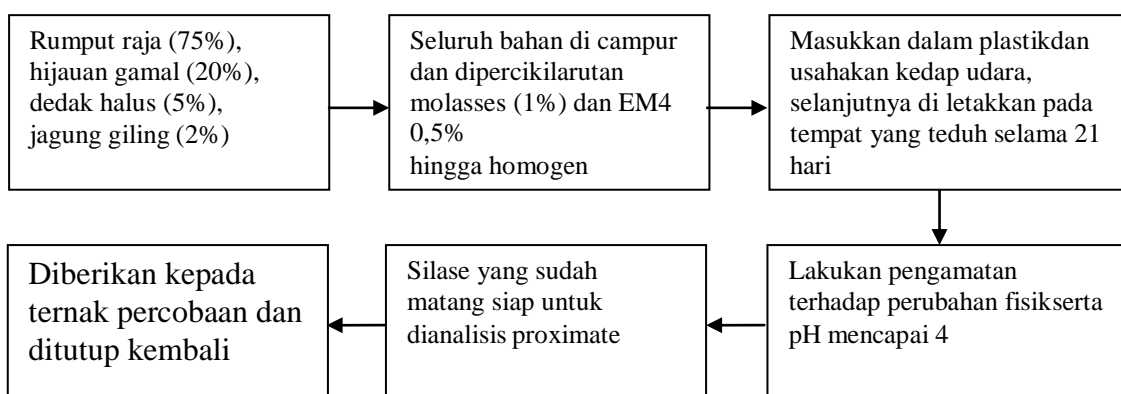 Rumput raja (75%),
hijauan gamal (20%),
dedak halus (5%),
jagung giling (2%)
Seluruh bahan di campur
dan dipercikilarutan
molasses (1%) dan EM4
0,5%
hingga homogen
Masukkan dalam plastikdan
usahakan kedap udara,
selanjutnya di letakkan pada
tempat yang teduh selama 21
hari
Lakukan pengamatan
terhadap perubahan fisikserta
pH mencapai 4
Silase yang sudah
matang siap untuk
dianalisis proximate
Diberikan kepada
ternak percobaan dan
ditutup kembali